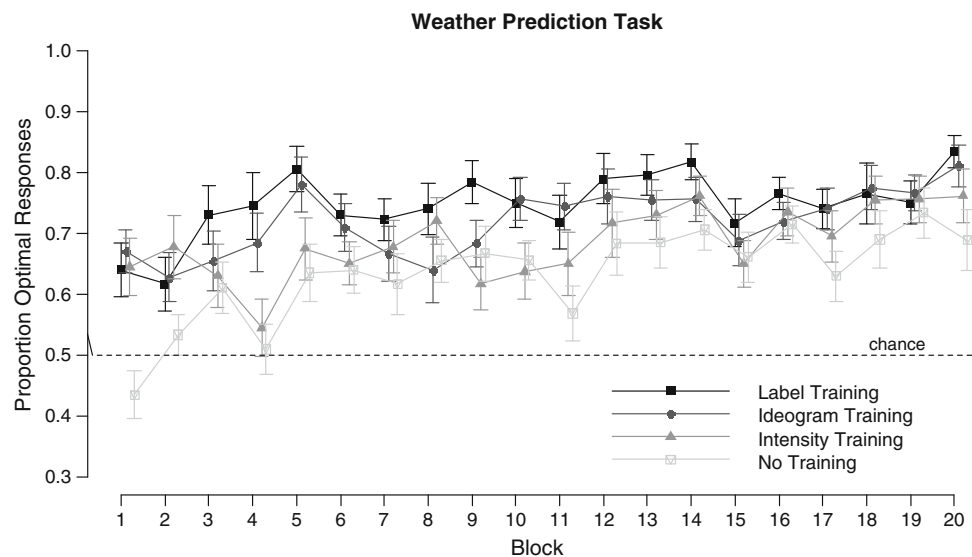 Weather Prediction Task
Proportion Optimal Responses
1.0
0.9
0.8
0.7
0.6
0.5
0.4
0.3
chance
Label Training
Ideogram Training
Intensity Training
No Training
1 2 3 4 5 6 7 8 9 10 11 12 13 14 15 16 17 18 19 20
Block